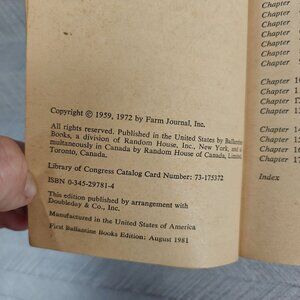 Copyright © 1959, 1972 by Farm Journal, Inc.
All rights reserved. Published in the United States by Ballantine
Books, a division of Random House, Inc., New York, and
multaneously in Canada by Random House of Canada, Limited
Toronto, Canada.
Library of Congress Catalog Card Number: 73-175372
ISBN 0-345-29781-4
This edition published by arrangement with
Doubleday & Co., Inc.
Manufactured in the United States of America
First Ballantine Books Edition: August 1981
Chapter
Chapter
Chapter
Chapter
Chapter
Chapter
Chapter
Chapter
Chapter
Chapter
Chapter
Chapter
Chapter
Index